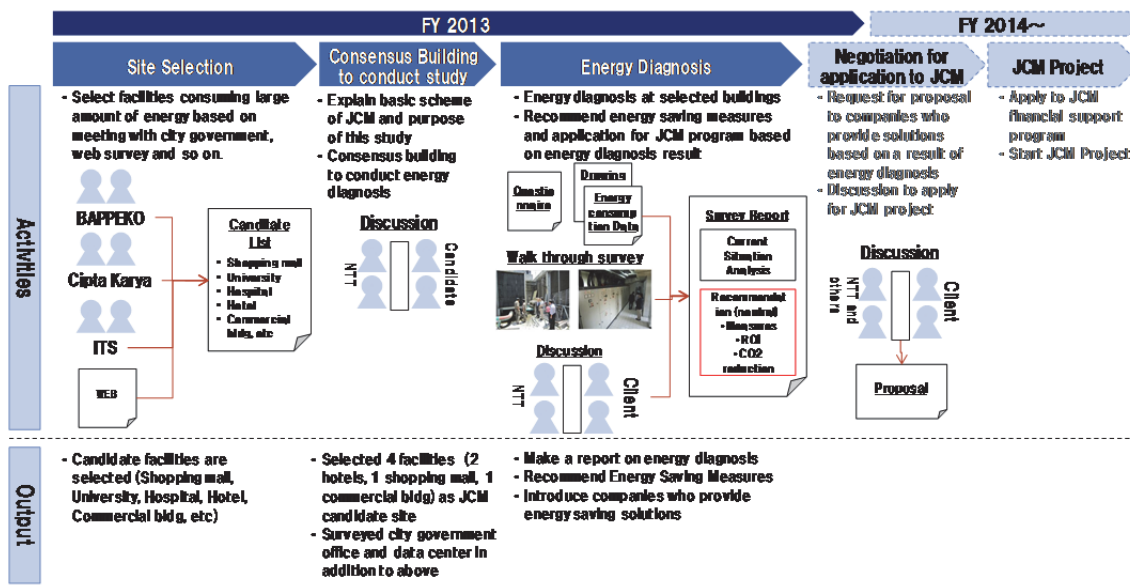 FY 2013
FY 2014~
Site Selection
Consensus Building
to conduct study
Energy Diagnosis
Negotiation for
application to JCM
JCM Project
Activities
- Select facilities consuming large
amount of energy based on
meeting with city government,
web survey and so on.
BAPPEKO
Cipta Karya
ITS
WEB
Candidate
List
- Shopping mall
- University
- Hospital
- Hotel
- Commercial
bldg, etc
- Explain basic scheme
of JCM and purpose
of this study
- Consensus building
to conduct energy
diagnosis
Discussion
NTT
Candidate
- Energy diagnosis at selected buildings
- Recommend energy saving measures
and application for JCM program based
on energy diagnosis result
Questio
nnaire
Drawing
Energy
consump
tion Data
Walk through survey
Discussion
NTT
Client
Survey Report
Current
Situation
Analysis
Recommendat
ion (neutral)
- Measures
- ROI
- CO2
reduction
- Request for proposal
to companies who
provide solutions
based on a result of
energy diagnosis
- Discussion to apply
for JCM project
Discussion
NTT and
others
Client
Proposal
- Apply to JCM
financial support
program
- Start JCM Project
Output
- Candidate facilities are
selected (Shopping mall,
University, Hospital, Hotel,
Commercial bldg, etc)
- Selected 4 facilities (2
hotels, 1 shopping mall, 1
commercial bldg) as JCM
candidate site
- Surveyed city government
office and data center in
addition to above
- Make a report on energy diagnosis
- Recommend Energy Saving Measures
- Introduce companies who provide
energy saving solutions